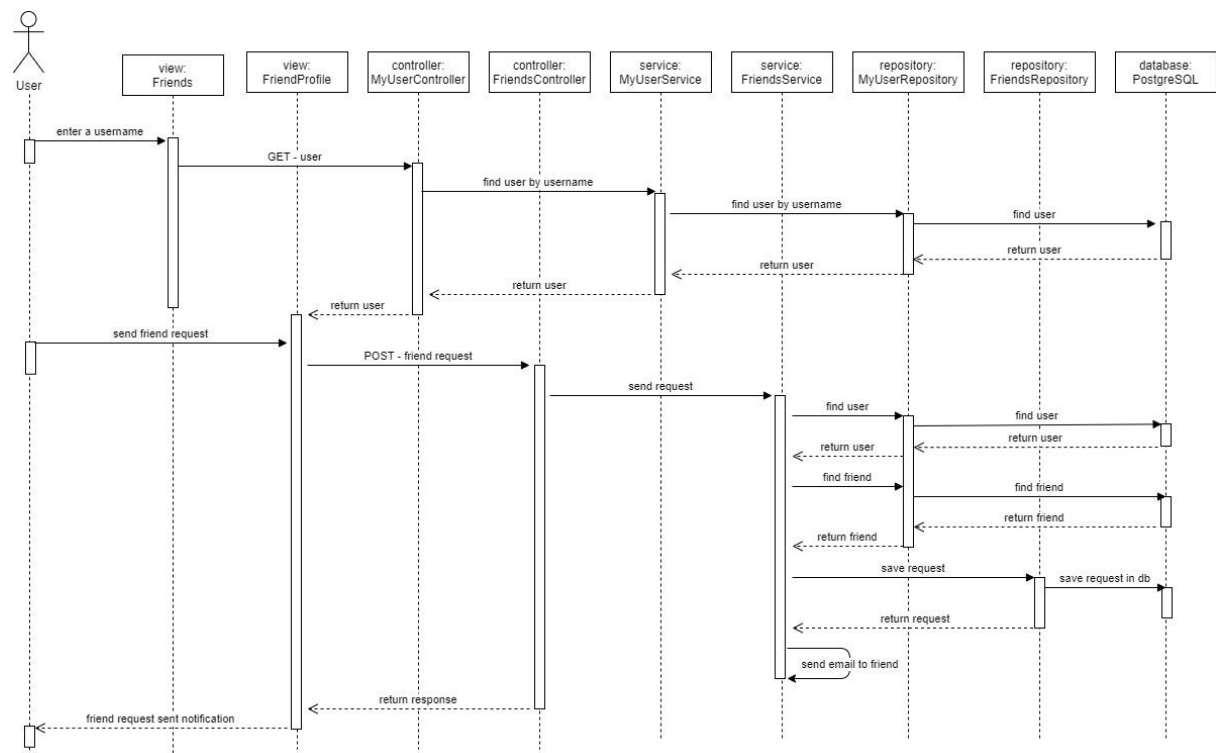 User
view:
Friends
view:
FriendProfile
controller:
MyUserController
controller:
FriendsController
service:
MyUserService
service:
FriendsService
repository:
MyUserRepository
repository:
FriendsRepository
database:
PostgreSQL
enter a username
GET - user
find user by username
find user by username
find user
return user
return user
return user
return user
send friend request
POST - friend request
send request
find user
find user
return user
return user
find friend
find friend
return friend
return friend
save request
save request in db
return request
send email to friend
return response
friend request sent notification